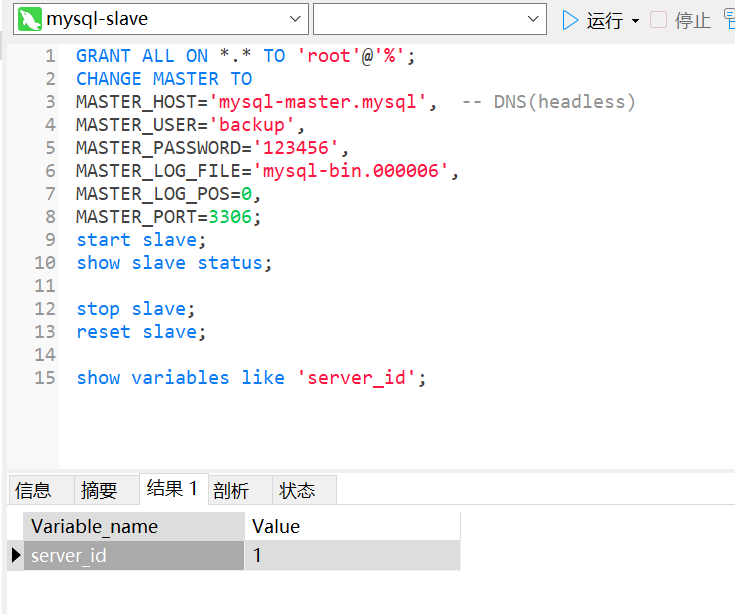 mysql-slave
运行
停止
1 GRANT ALL ON *.* TO 'root'@'%';
2 CHANGE MASTER TO
3 MASTER_HOST='mysql-master.mysql',  -- DNS(headless)
4 MASTER_USER='backup',
5 MASTER_PASSWORD='123456',
6 MASTER_LOG_FILE='mysql-bin.000006',
7 MASTER_LOG_POS=0,
8 MASTER_PORT=3306;
9 start slave;
10 show slave status;
11
12 stop slave;
13 reset slave;
14
15 show variables like 'server_id';
信息 摘要 结果 1 剖析 状态
Variable_name Value
server_id 1